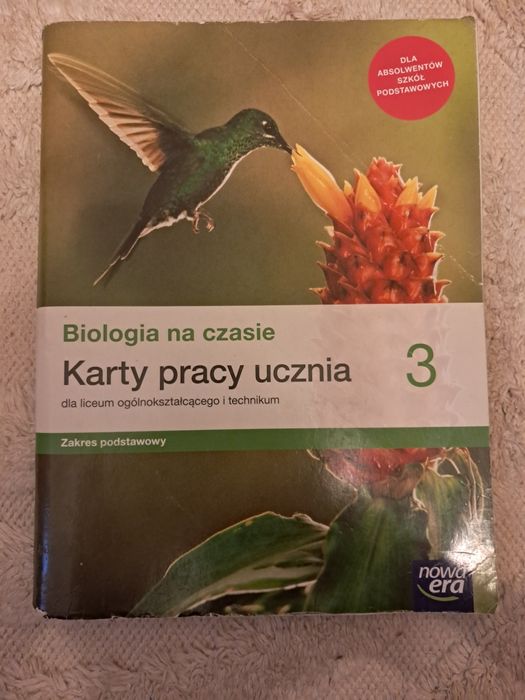 DLA
ABSOLWENTÓW
SZKÓŁ
PODSTAWOWYCH
Biologia na czasie
Karty pracy ucznia 3
dla liceum ogólnokształcącego i technikum
Zakres podstawowy
nowa
era